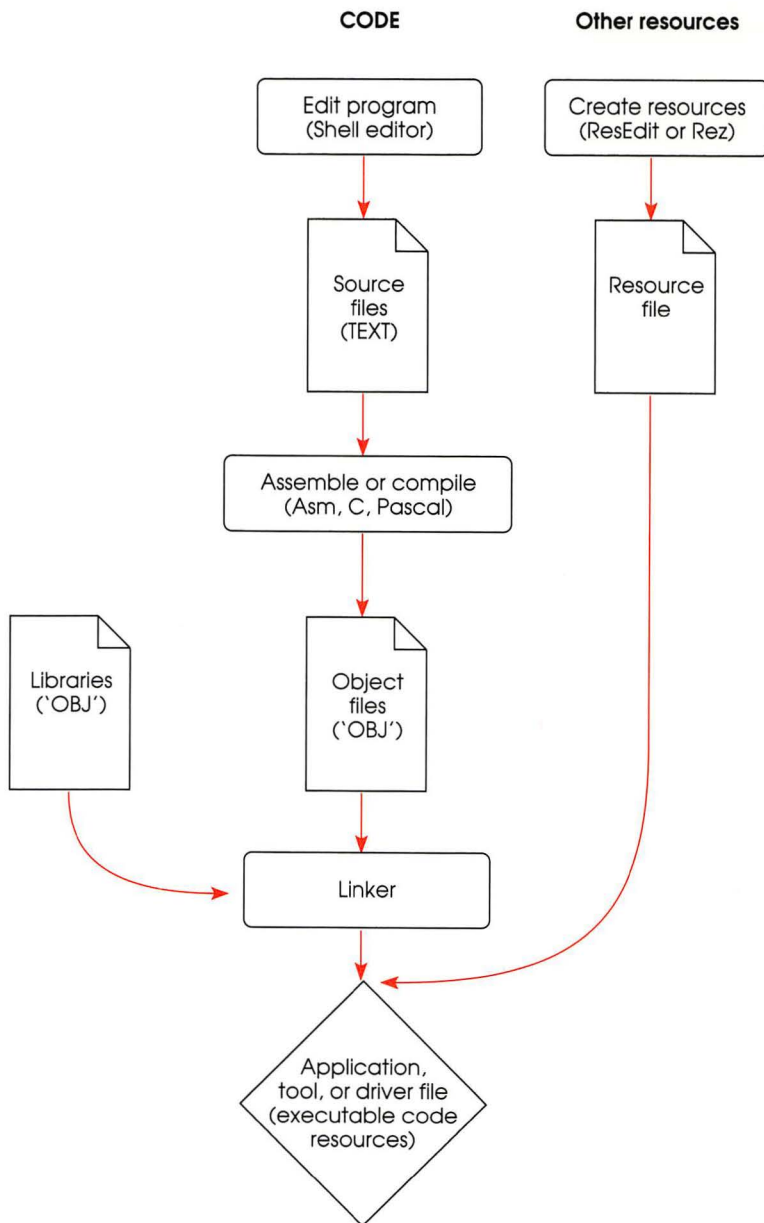 CODE
Other resources
Edit program
(Shell editor)
Create resources
(ResEdit or Rez)
Source
files
(TEXT)
Resource
file
Assemble or compile
(Asm, C, Pascal)
Libraries
(‘OBJ’)
Object
files
(‘OBJ’)
Linker
Application,
tool, or driver file
(executable code
resources)